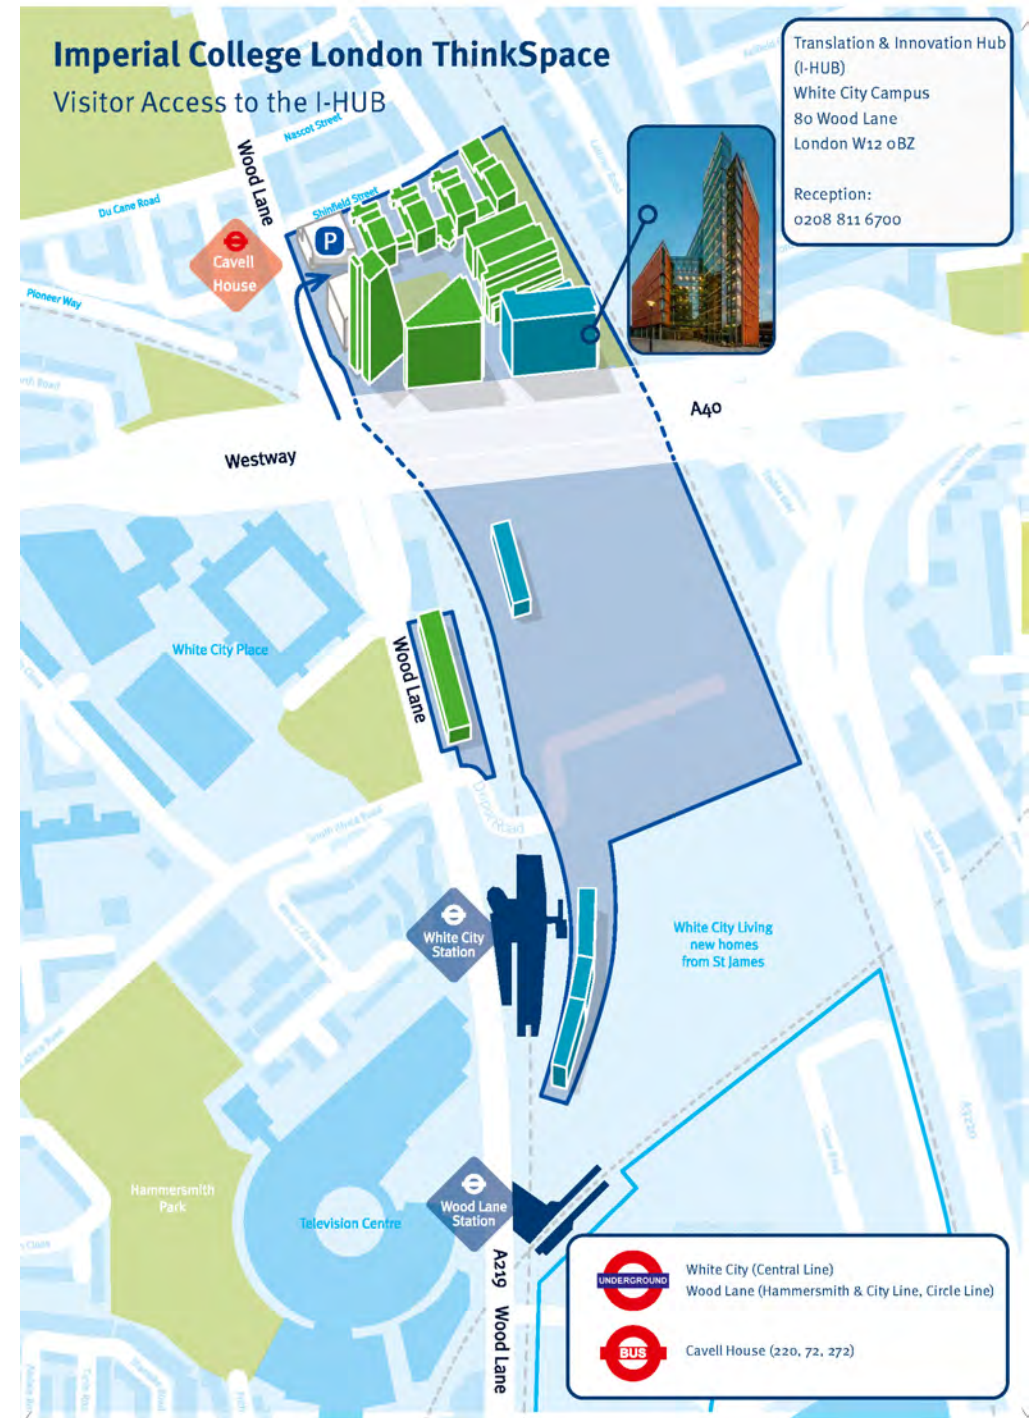 Imperial College London ThinkSpace
Visitor Access to the I-HUB
Translation & Innovation Hub
(I-HUB)
White City Campus
80 Wood Lane
London W12 0BZ
Reception:
0208 811 6700
Nascot Street
Wood Lane
Du Cane Road
Shinfield Street
P
Cavell
House
Pioneer Way
A40
Westway
White City Place
Wood Lane
White City
Station
White City Living
new homes
from St James
Hammersmith
Park
Television Centre
Wood Lane
Station
A219 Wood Lane
UNDERGROUND
White City (Central Line)
Wood Lane (Hammersmith & City Line, Circle Line)
BUS
Cavell House (220, 72, 272)